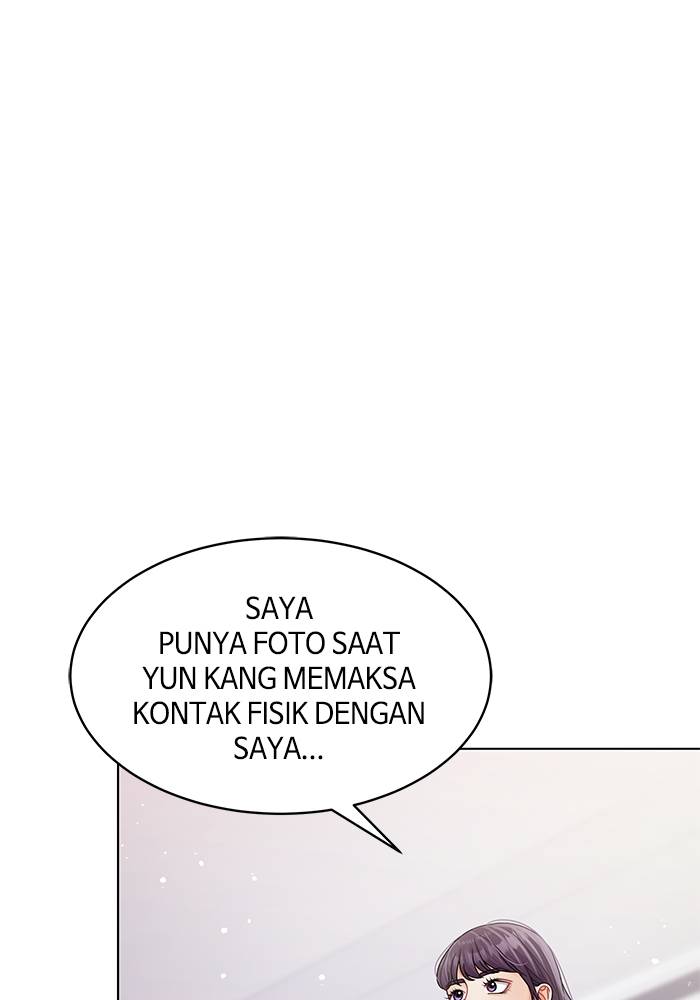 SAYA
PUNYA FOTO SAAT
YUN KANG MEMAKSA
KONTAK FISIK DENGAN
SAYA...